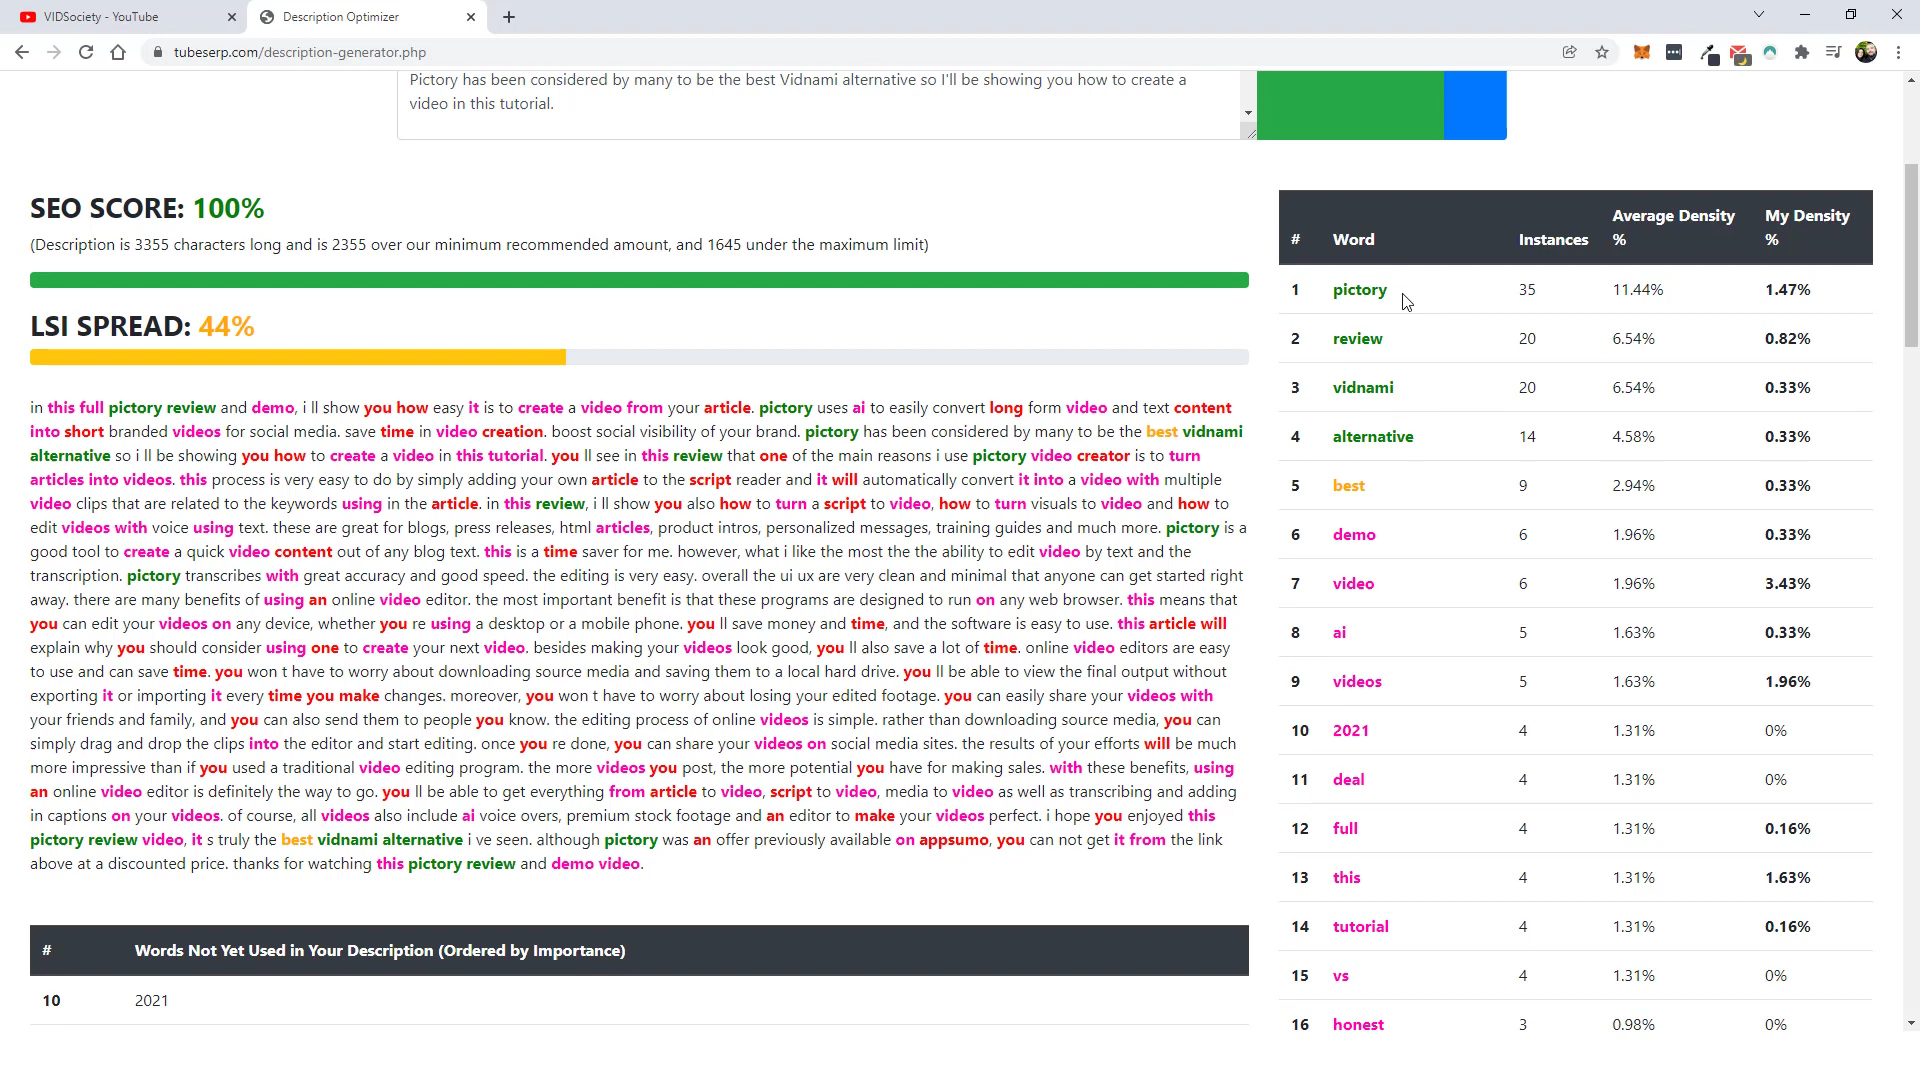 VIDSociety - YouTube
Description Optimizer
tubeserp.com/description-generator.php
Pictory has been considered by many to be the best Vidnami alternative so I'll be showing you how to create a
video in this tutorial.
SEO SCORE: 100%
(Description is 3355 characters long and is 2355 over our minimum recommended amount, and 1645 under the maximum limit)
LSI SPREAD: 44%
in this full pictory review and demo, i ll show you how easy it is to create a video from your article. pictory uses ai to easily convert long form video and text content
into short branded videos for social media. save time in video creation. boost social visibility of your brand. pictory has been considered by many to be the best vidnami
alternative so i ll be showing you how to create a video in this tutorial. you ll see in this review that one of the main reasons i use pictory video creator is to turn
articles into videos. this process is very easy to do by simply adding your own article to the script reader and it will automatically convert it into a video with multiple
video clips that are related to the keywords using in the article. in this review, i ll show you also how to turn a script to video, how to turn visuals to video and how to
edit videos with voice using text. these are great for blogs, press releases, html articles, product intros, personalized messages, training guides and much more. pictory is a
good tool to create a quick video content out of any blog text. this is a time saver for me. however, what i like the most the the ability to edit video by text and the
transcription. pictory transcribes with great accuracy and good speed. the editing is very easy. overall the ui ux are very clean and minimal that anyone can get started right
away. there are many benefits of using an online video editor. the most important benefit is that these programs are designed to run on any web browser. this means that
you can edit your videos on any device, whether you re using a desktop or a mobile phone. you ll save money and time, and the software is easy to use. this article will
explain why you should consider using one to create your next video. besides making your videos look good, you ll also save a lot of time. online video editors are easy
to use and can save time. you won t have to worry about downloading source media and saving them to a local hard drive. you ll be able to view the final output without
exporting it or importing it every time you make changes. moreover, you won t have to worry about losing your edited footage. you can easily share your videos with
your friends and family, and you can also send them to people you know. the editing process of online videos is simple. rather than downloading source media, you can
simply drag and drop the clips into the editor and start editing. once you re done, you can share your videos on social media sites. the results of your efforts will be much
more impressive than if you used a traditional video editing program. the more videos you post, the more potential you have for making sales. with these benefits, using
an online video editor is definitely the way to go. you ll be able to get everything from article to video, script to video, media to video as well as transcribing and adding
in captions on your videos. of course, all videos also include ai voice overs, premium stock footage and an editor to make your videos perfect. i hope you enjoyed this
pictory review video, it s truly the best vidnami alternative i ve seen. although pictory was an offer previously available on appsumo, you can not get it from the link
above at a discounted price. thanks for watching this pictory review and demo video.
# Words Not Yet Used in Your Description (Ordered by Importance)
10 2021
# Word Instances Average Density % My Density %
1 pictory 35 11.44% 1.47%
2 review 20 6.54% 0.82%
3 vidnami 20 6.54% 0.33%
4 alternative 14 4.58% 0.33%
5 best 9 2.94% 0.33%
6 demo 6 1.96% 0.33%
7 video 6 1.96% 3.43%
8 ai 5 1.63% 0.33%
9 videos 5 1.63% 1.96%
10 2021 4 1.31% 0%
11 deal 4 1.31% 0%
12 full 4 1.31% 0.16%
13 this 4 1.31% 1.63%
14 tutorial 4 1.31% 0.16%
15 vs 4 1.31% 0%
16 honest 3 0.98% 0%